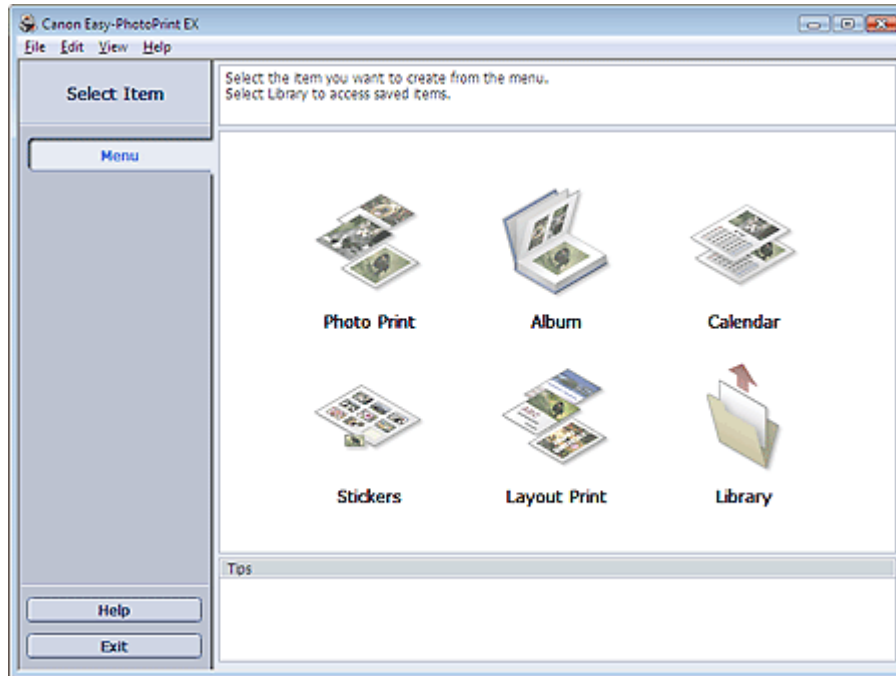 Canon Easy-PhotoPrint EX
File Edit View Help
Select Item
Select the item you want to create from the menu.
Select Library to access saved items.
Menu
Photo Print
Album
Calendar
ABC
Stickers
Layout Print
Library
Tips
Help
Exit